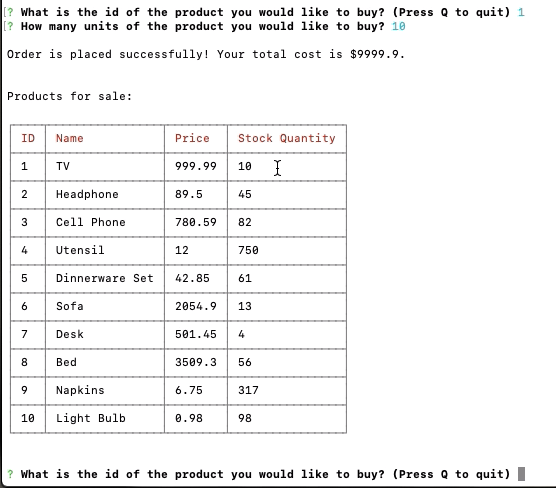 ? What is the id of the product you would like to buy? (Press Q to quit) 1
? How many units of the product you would like to buy? 10
Order is placed successfully! Your total cost is $9999.9.
Products for sale:
ID Name Price Stock Quantity
1 TV 999.99 10
2 Headphone 89.5 45
3 Cell Phone 780.59 82
4 Utensil 12 750
5 Dinnerware Set 42.85 61
6 Sofa 2054.9 13
7 Desk 501.45 4
8 Bed 3509.3 56
9 Napkins 6.75 317
10 Light Bulb 0.98 98
? What is the id of the product you would like to buy? (Press Q to quit)